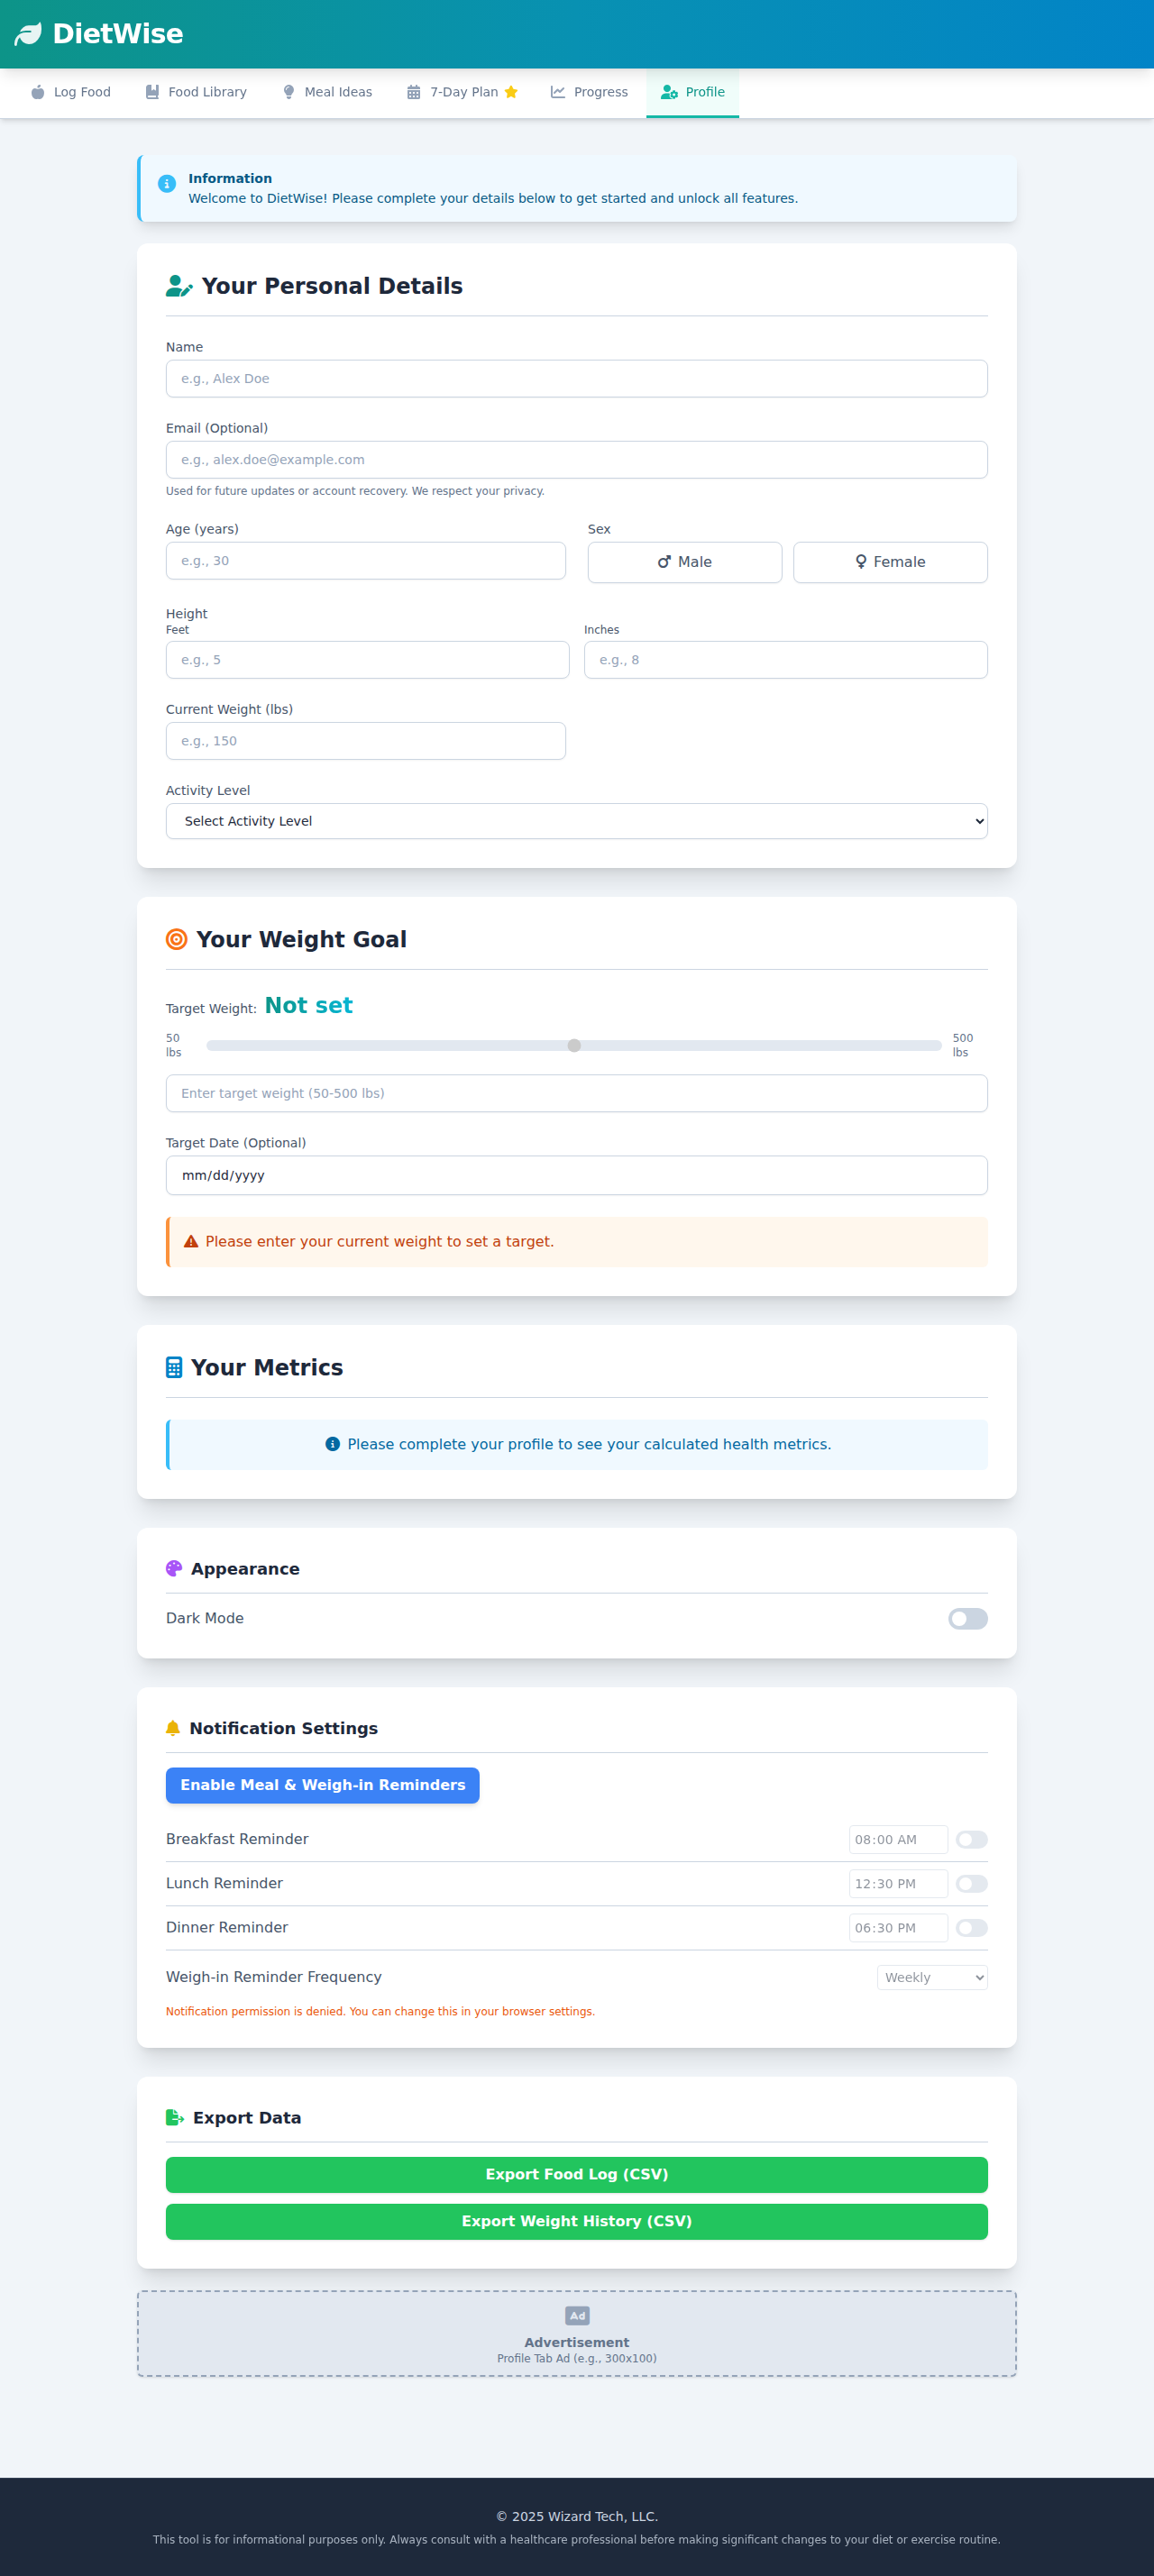 DietWise
Log Food
Food Library
Meal Ideas
7-Day Plan
Progress
Profile
Information
Welcome to DietWise! Please complete your details below to get started and unlock all features.
Your Personal Details
Name
e.g., Alex Doe
Email (Optional)
e.g., alex.doe@example.com
Used for future updates or account recovery. We respect your privacy.
Age (years)
e.g., 30
Sex
Male
Female
Height
Feet
e.g., 5
Inches
e.g., 8
Current Weight (lbs)
e.g., 150
Activity Level
Select Activity Level
Your Weight Goal
Target Weight: Not set
50
lbs
500
lbs
Enter target weight (50-500 lbs)
Target Date (Optional)
mm/dd/yyyy
Please enter your current weight to set a target.
Your Metrics
Please complete your profile to see your calculated health metrics.
Appearance
Dark Mode
Notification Settings
Enable Meal & Weigh-in Reminders
Breakfast Reminder
08:00 AM
Lunch Reminder
12:30 PM
Dinner Reminder
06:30 PM
Weigh-in Reminder Frequency
Weekly
Notification permission is denied. You can change this in your browser settings.
Export Data
Export Food Log (CSV)
Export Weight History (CSV)
Ad
Advertisement
Profile Tab Ad (e.g., 300x100)
© 2025 Wizard Tech, LLC.
This tool is for informational purposes only. Always consult with a healthcare professional before making significant changes to your diet or exercise routine.